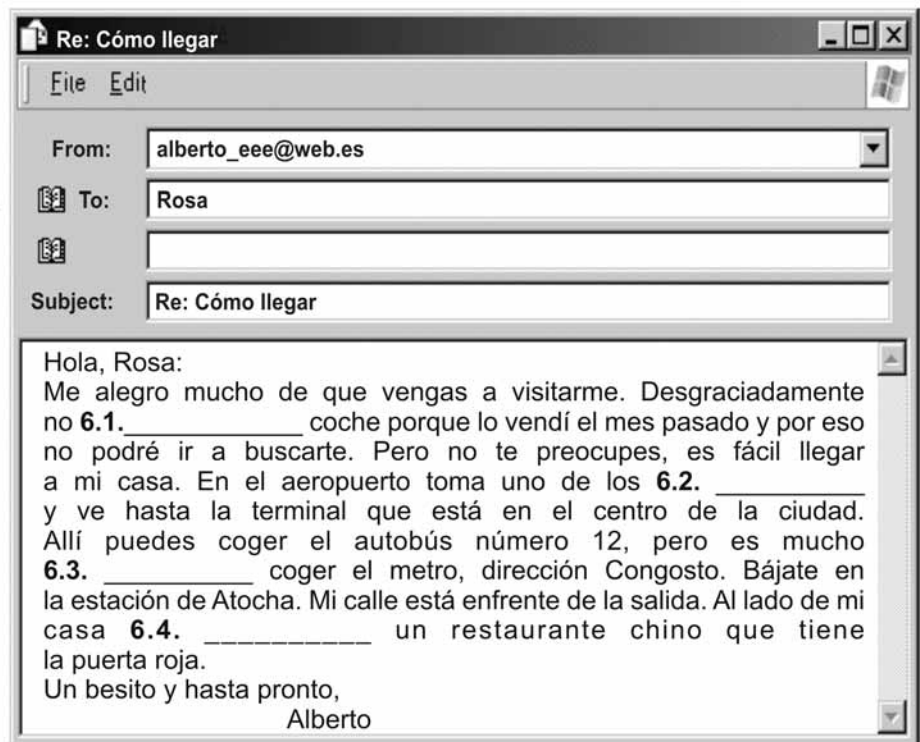 Re: Cómo llegar
File Edit
From: alberto_eee@web.es
To: Rosa
Subject: Re: Cómo llegar
Hola, Rosa:
Me alegro mucho de que vengas a visitarme. Desgraciadamente
no 6.1.____________ coche porque lo vendí el mes pasado y por eso
no podré ir a buscarte. Pero no te preocupes, es fácil llegar
a mi casa. En el aeropuerto toma uno de los 6.2. __________
y ve hasta la terminal que está en el centro de la ciudad.
Allí puedes coger el autobús número 12, pero es mucho
6.3. __________ coger el metro, dirección Congosto. Bájate en
la estación de Atocha. Mi calle está enfrente de la salida. Al lado de mi
casa 6.4. __________ un restaurante chino que tiene
la puerta roja.
Un besito y hasta pronto,
Alberto